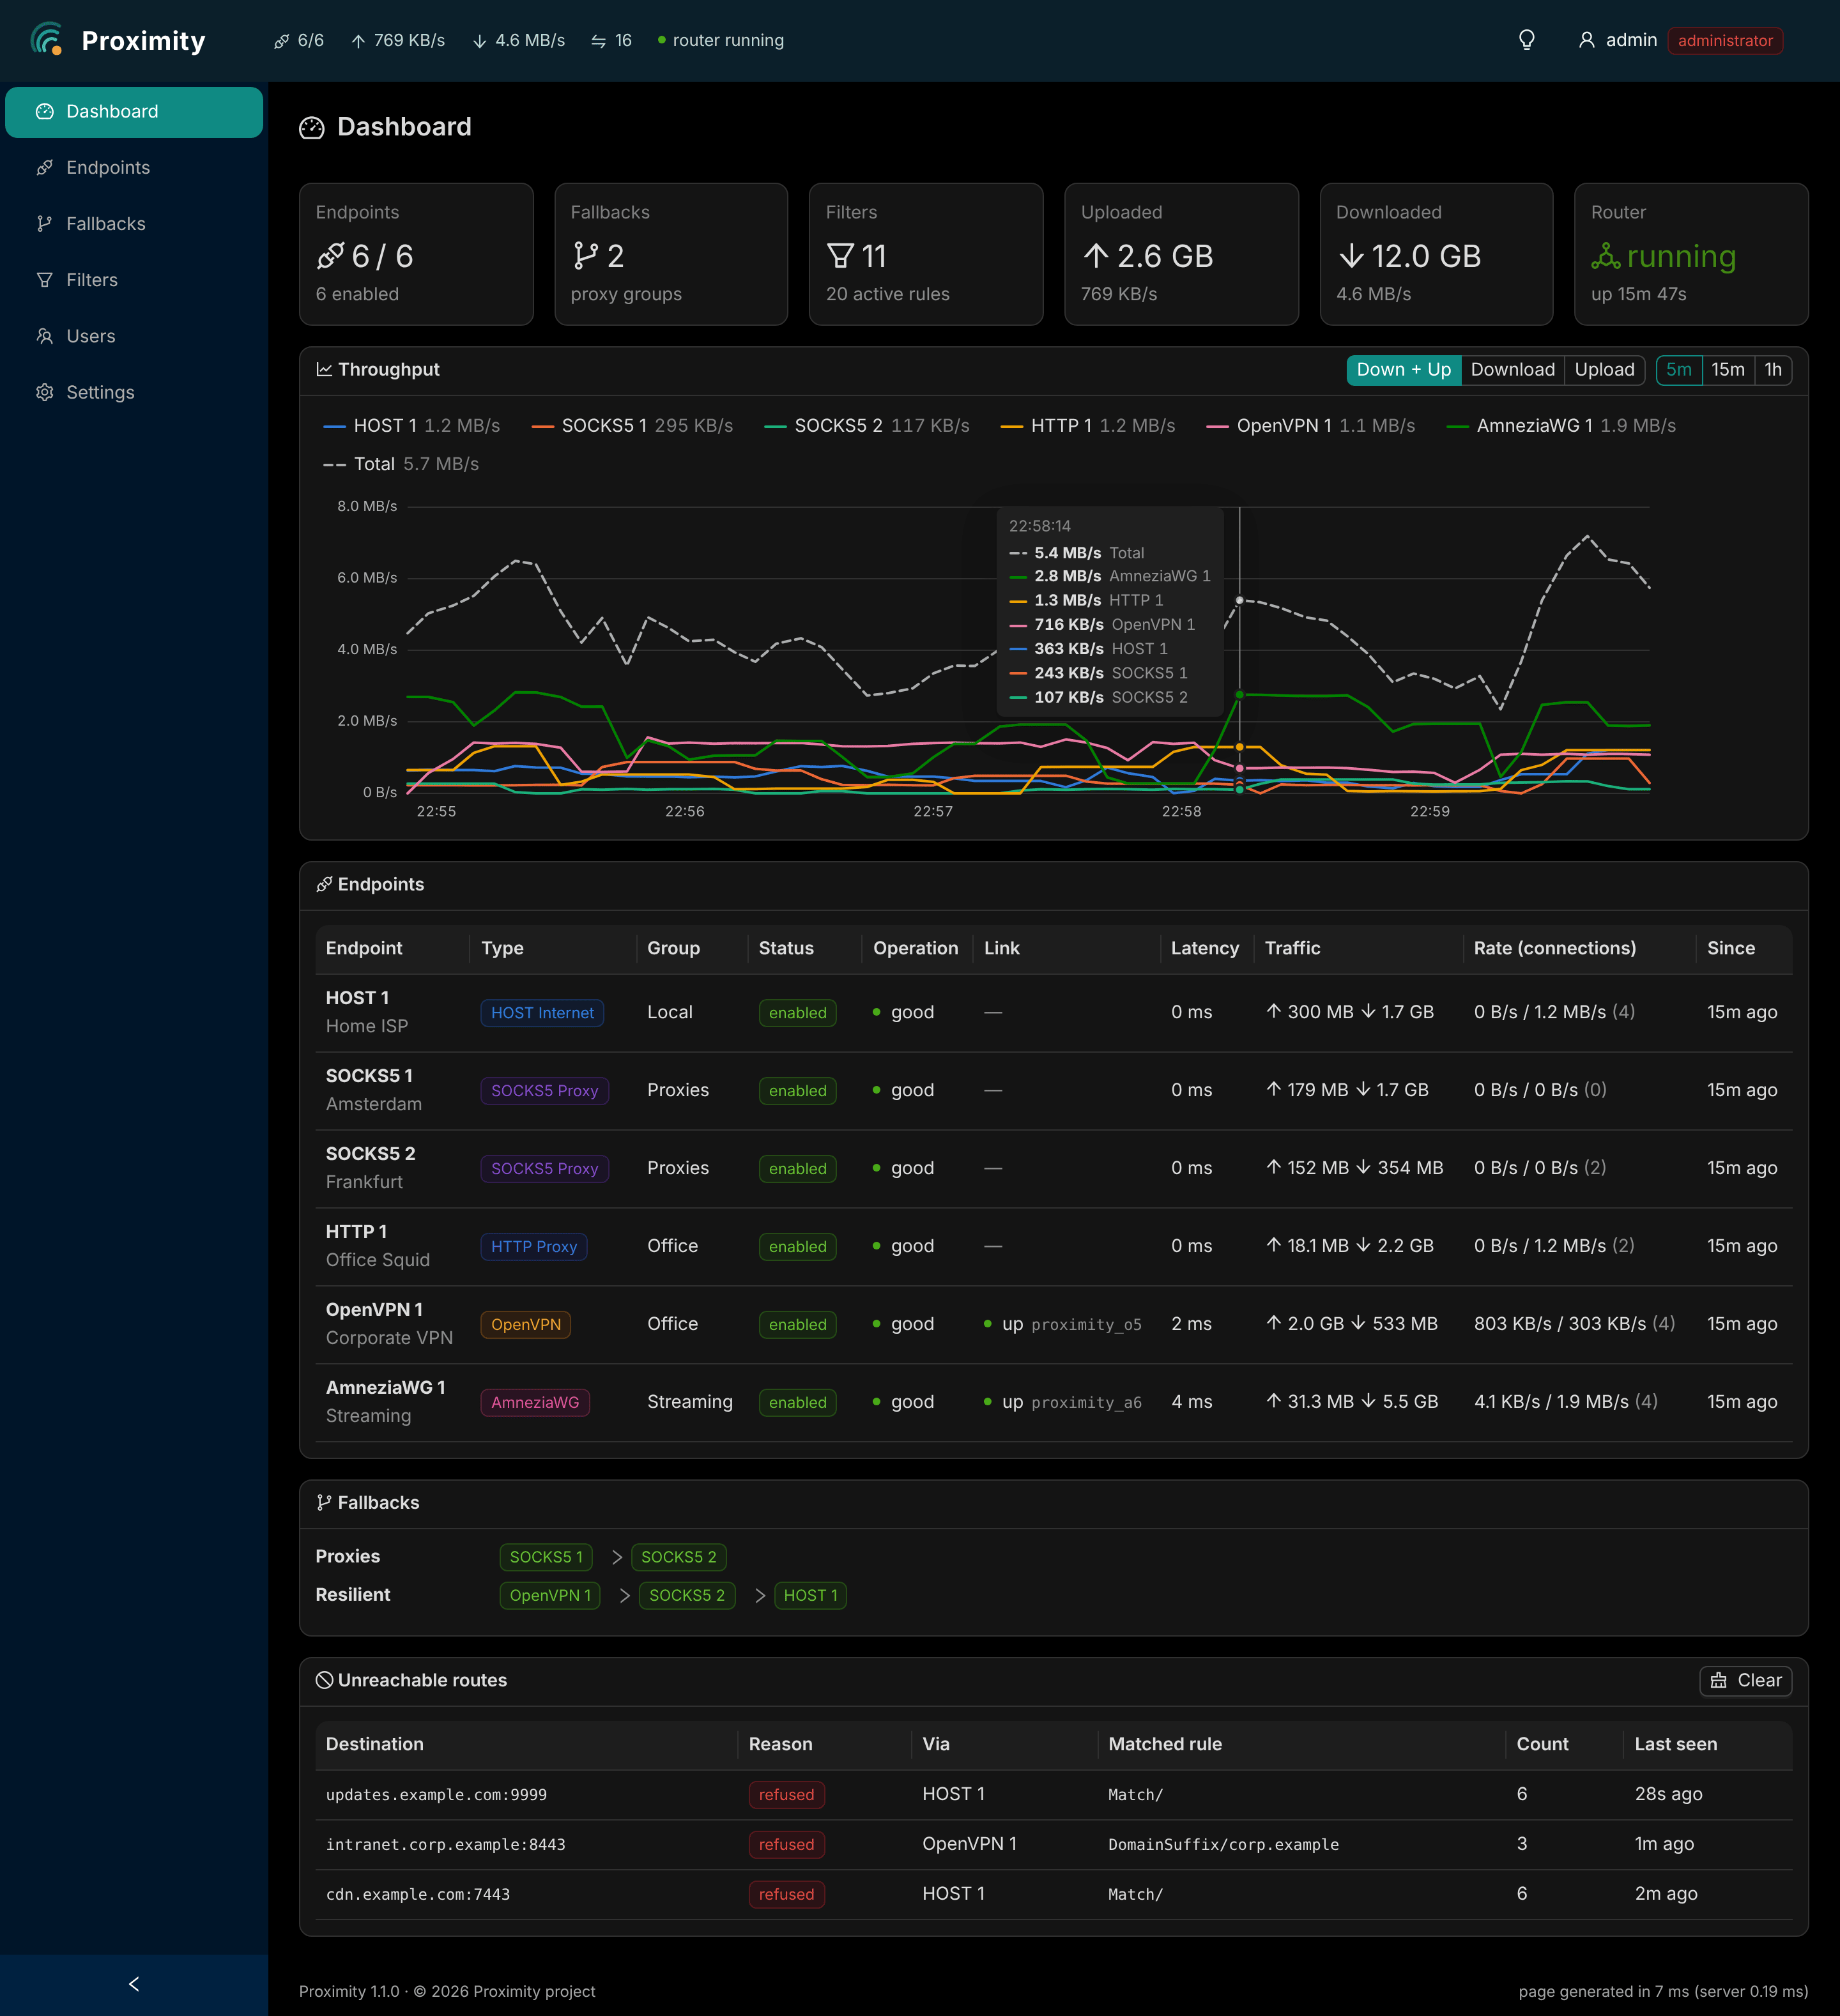 Proximity 6/6 769 KB/s 4.6 MB/s 16 router running admin administrator
Dashboard
Endpoints
Fallbacks
Filters
Users
Settings
Dashboard
Endpoints
6 / 6
6 enabled
Fallbacks
2
proxy groups
Filters
11
20 active rules
Uploaded
2.6 GB
769 KB/s
Downloaded
12.0 GB
4.6 MB/s
Router
running
up 15m 47s
Throughput Down + Up Download Upload 5m 15m 1h
HOST 1 1.2 MB/s SOCKS5 1 295 KB/s SOCKS5 2 117 KB/s HTTP 1 1.2 MB/s OpenVPN 1 1.1 MB/s AmneziaWG 1 1.9 MB/s
Total 5.7 MB/s
8.0 MB/s
6.0 MB/s
4.0 MB/s
2.0 MB/s
0 B/s
22:58:14
5.4 MB/s Total
2.8 MB/s AmneziaWG 1
1.3 MB/s HTTP 1
716 KB/s OpenVPN 1
363 KB/s HOST 1
243 KB/s SOCKS5 1
107 KB/s SOCKS5 2
22:55 22:56 22:57 22:58 22:59
Endpoints
Endpoint Type Group Status Operation Link Latency Traffic Rate (connections) Since
HOST 1
Home ISP
HOST Internet Local enabled good — 0 ms ↑ 300 MB ↓ 1.7 GB 0 B/s / 1.2 MB/s (4) 15m ago
SOCKS5 1
Amsterdam
SOCKS5 Proxy Proxies enabled good — 0 ms ↑ 179 MB ↓ 1.7 GB 0 B/s / 0 B/s (0) 15m ago
SOCKS5 2
Frankfurt
SOCKS5 Proxy Proxies enabled good — 0 ms ↑ 152 MB ↓ 354 MB 0 B/s / 0 B/s (2) 15m ago
HTTP 1
Office Squid
HTTP Proxy Office enabled good — 0 ms ↑ 18.1 MB ↓ 2.2 GB 0 B/s / 1.2 MB/s (2) 15m ago
OpenVPN 1
Corporate VPN
OpenVPN Office enabled good up proximity_o5 2 ms ↑ 2.0 GB ↓ 533 MB 803 KB/s / 303 KB/s (4) 15m ago
AmneziaWG 1
Streaming
AmneziaWG Streaming enabled good up proximity_a6 4 ms ↑ 31.3 MB ↓ 5.5 GB 4.1 KB/s / 1.9 MB/s (4) 15m ago
Fallbacks
Proxies SOCKS5 1 > SOCKS5 2
Resilient OpenVPN 1 > SOCKS5 2 > HOST 1
Unreachable routes Clear
Destination Reason Via Matched rule Count Last seen
updates.example.com:9999 refused HOST 1 Match/ 6 28s ago
intranet.corp.example:8443 refused OpenVPN 1 DomainSuffix/corp.example 3 1m ago
cdn.example.com:7443 refused HOST 1 Match/ 6 2m ago
Proximity 1.1.0 · © 2026 Proximity project page generated in 7 ms (server 0.19 ms)